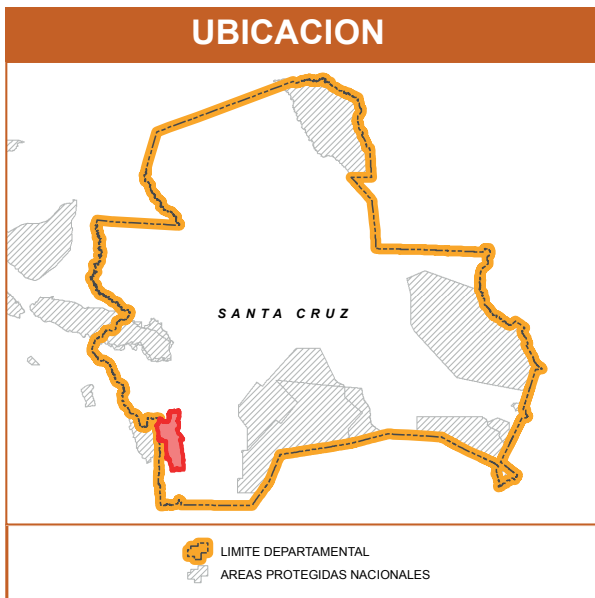 UBICACION
SANTA CRUZ
LIMITE DEPARTAMENTAL
AREAS PROTEGIDAS NACIONALES